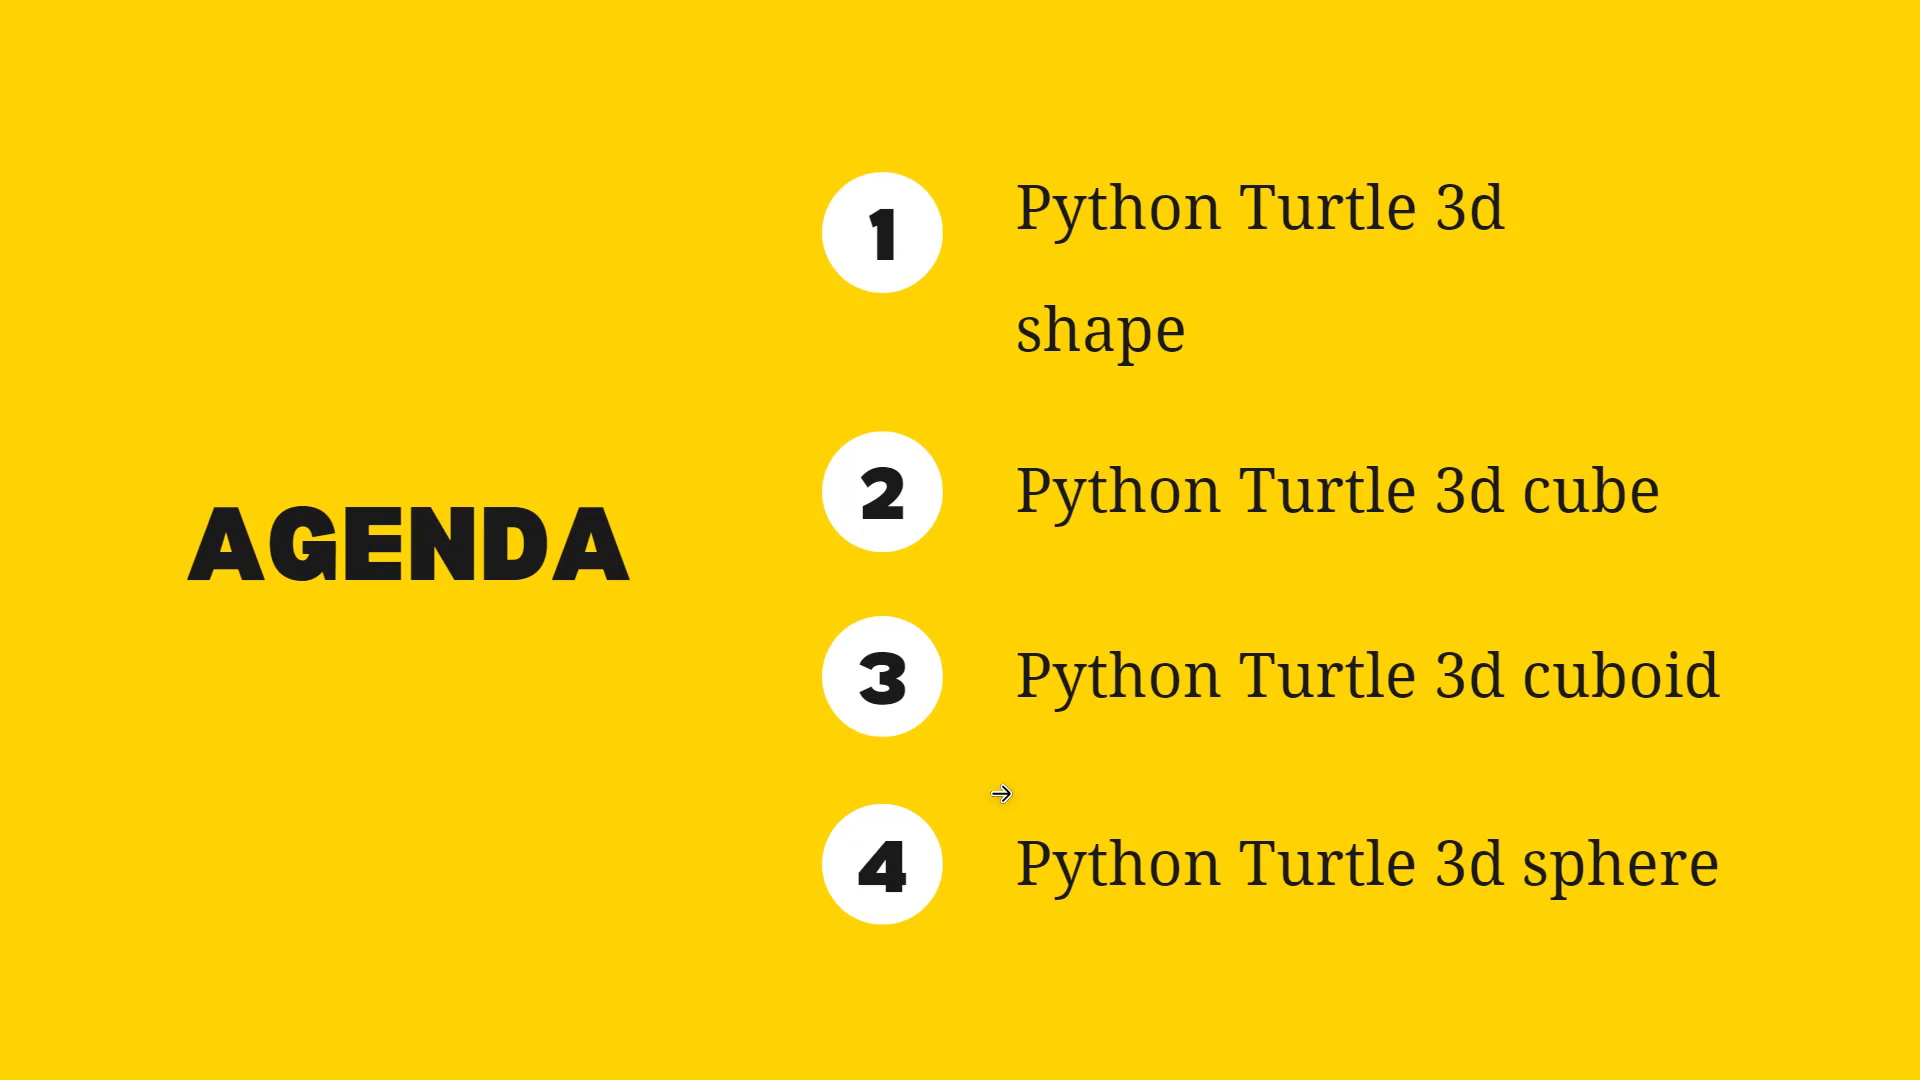 AGENDA
1 Python Turtle 3d
shape
2 Python Turtle 3d cube
3 Python Turtle 3d cuboid
4 Python Turtle 3d sphere